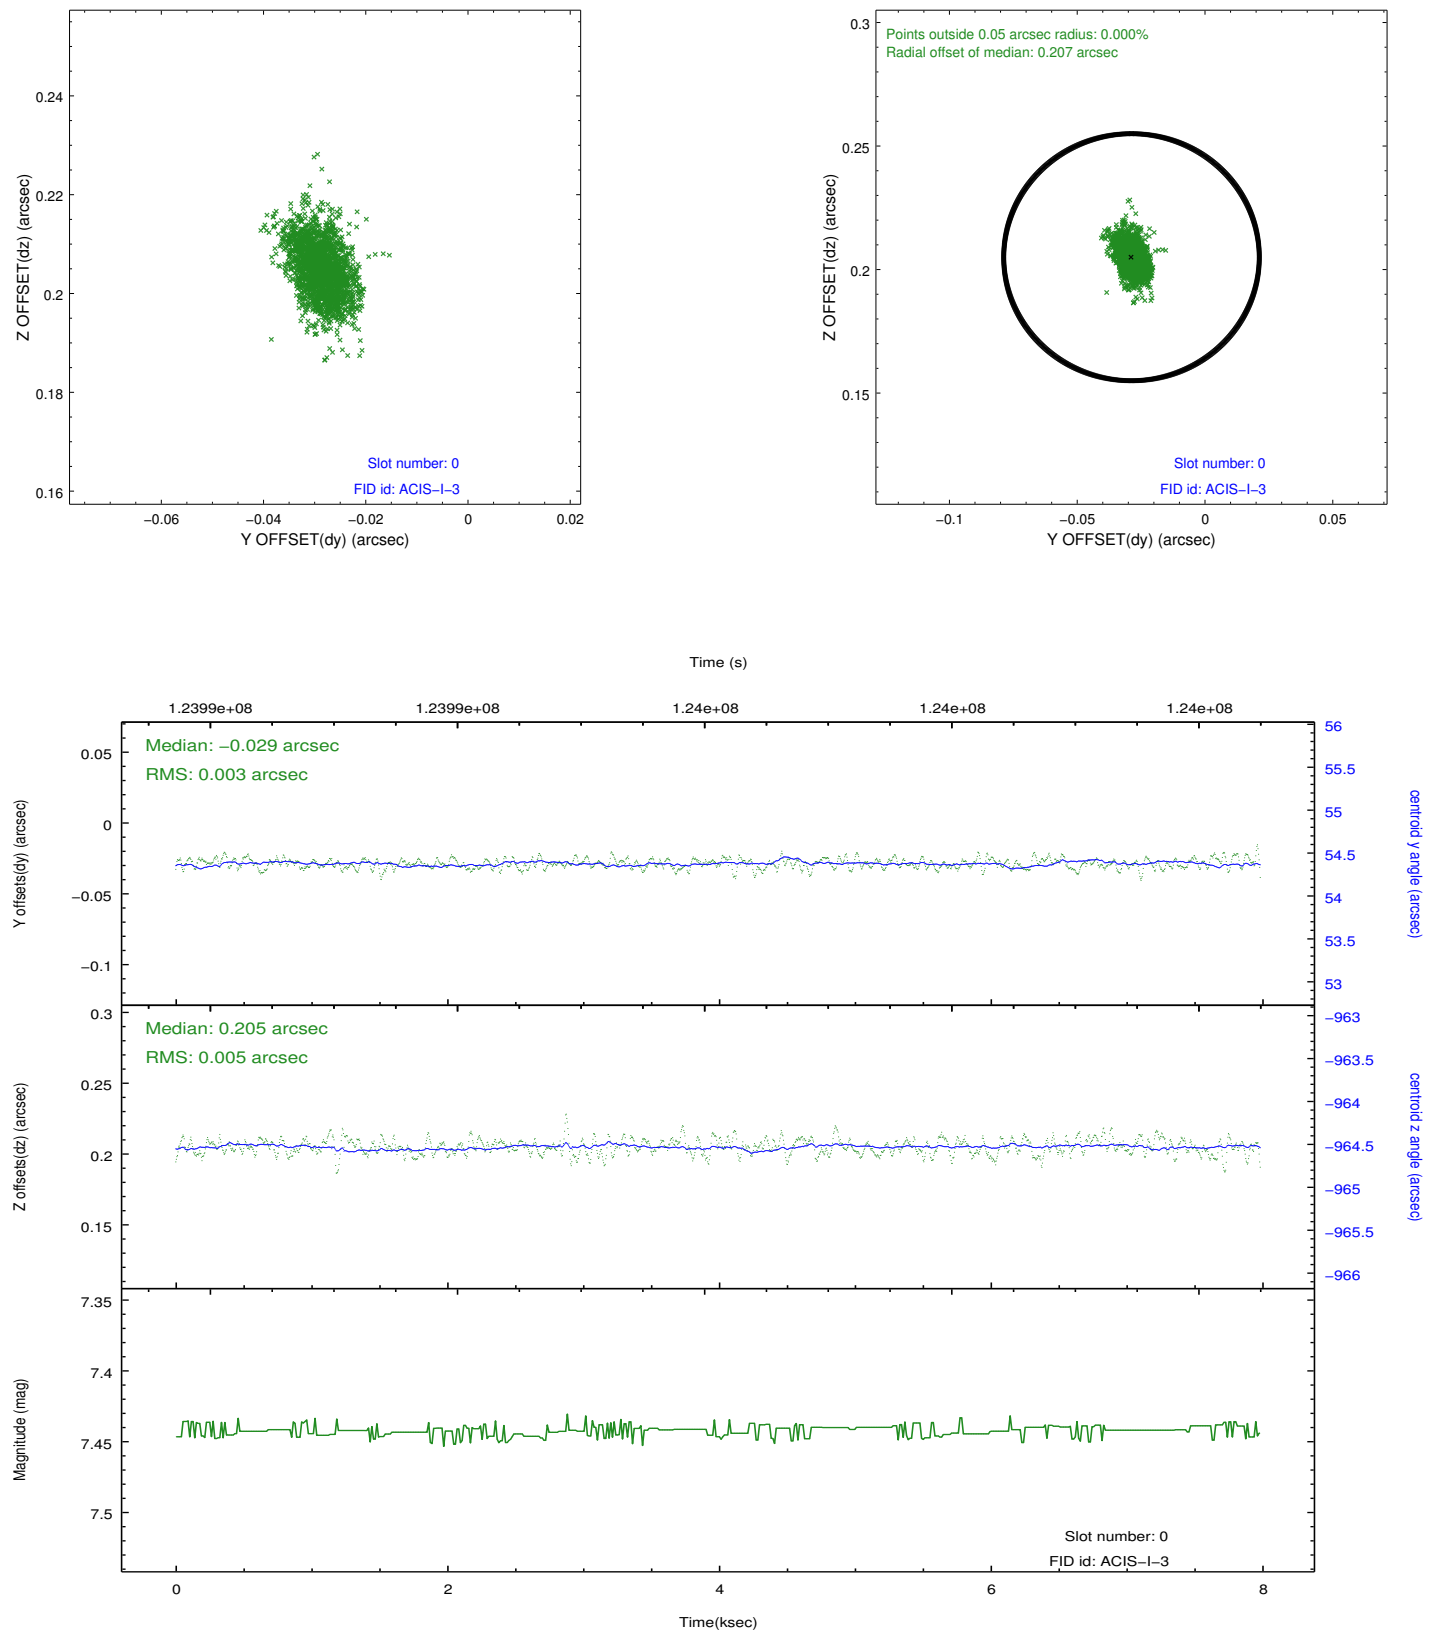 0.24
0.22
0.2
0.18
0.16
Z OFFSET(dz) (arcsec)
Slot number: 0
FID id: ACIS−I−3
−0.06
−0.04
−0.02
0
0.02
Y OFFSET(dy) (arcsec)
Points outside 0.05 arcsec radius: 0.000%
Radial offset of median: 0.207 arcsec
0.3
0.25
0.2
0.15
Z OFFSET(dz) (arcsec)
Slot number: 0
FID id: ACIS−I−3
−0.1
−0.05
0
0.05
Y OFFSET(dy) (arcsec)
Time (s)
1.2399e+08
1.2399e+08
1.24e+08
1.24e+08
1.24e+08
Median: −0.029 arcsec
RMS: 0.003 arcsec
0.05
0
−0.05
−0.1
Y offsets(dy) (arcsec)
56
55.5
55
54.5
54
53.5
53
centroid y angle (arcsec)
Median: 0.205 arcsec
RMS: 0.005 arcsec
0.3
0.25
0.2
0.15
Z offsets(dz) (arcsec)
−963
−963.5
−964
−964.5
−965
−965.5
−966
centroid z angle (arcsec)
7.35
7.4
7.45
7.5
Magnitude (mag)
Slot number: 0
FID id: ACIS−I−3
0
2
4
6
8
Time(ksec)